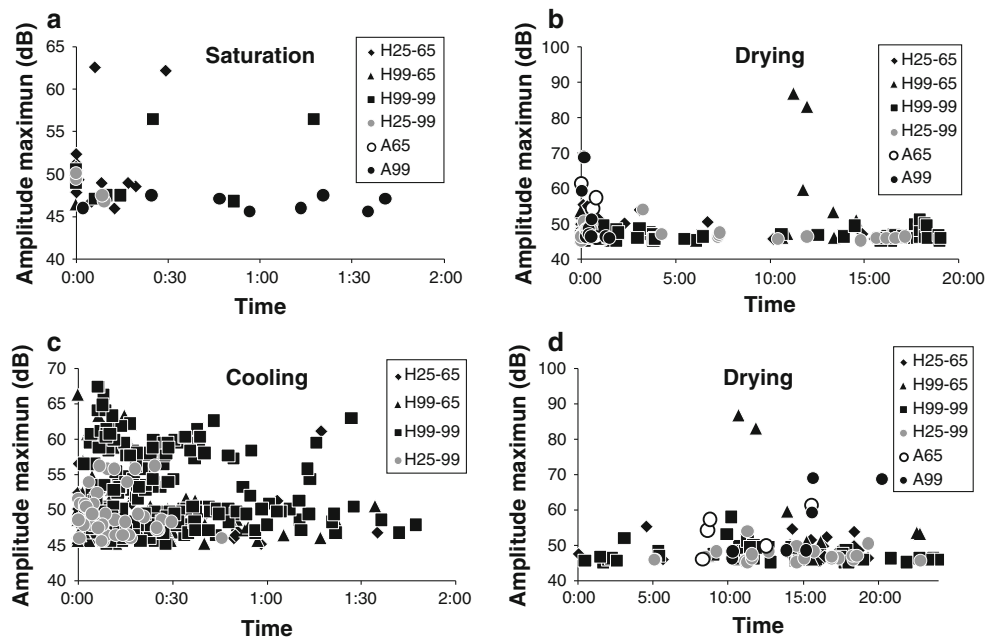 a
Saturation
Amplitude maximun (dB)
65
60
55
50
45
40
0:00
0:30
1:00
1:30
2:00
Time
H25-65
H99-65
H99-99
H25-99
A65
A99
b
Drying
Amplitude maximun (dB)
100
90
80
70
60
50
40
0:00
5:00
10:00
15:00
20:00
Time
H25-65
H99-65
H99-99
H25-99
A65
A99
c
Cooling
Amplitude maximun (dB)
70
65
60
55
50
45
40
0:00
0:30
1:00
1:30
2:00
Time
H25-65
H99-65
H99-99
H25-99
d
Drying
Amplitude maximun (dB)
100
90
80
70
60
50
40
0:00
5:00
10:00
15:00
20:00
Time
H25-65
H99-65
H99-99
H25-99
A65
A99